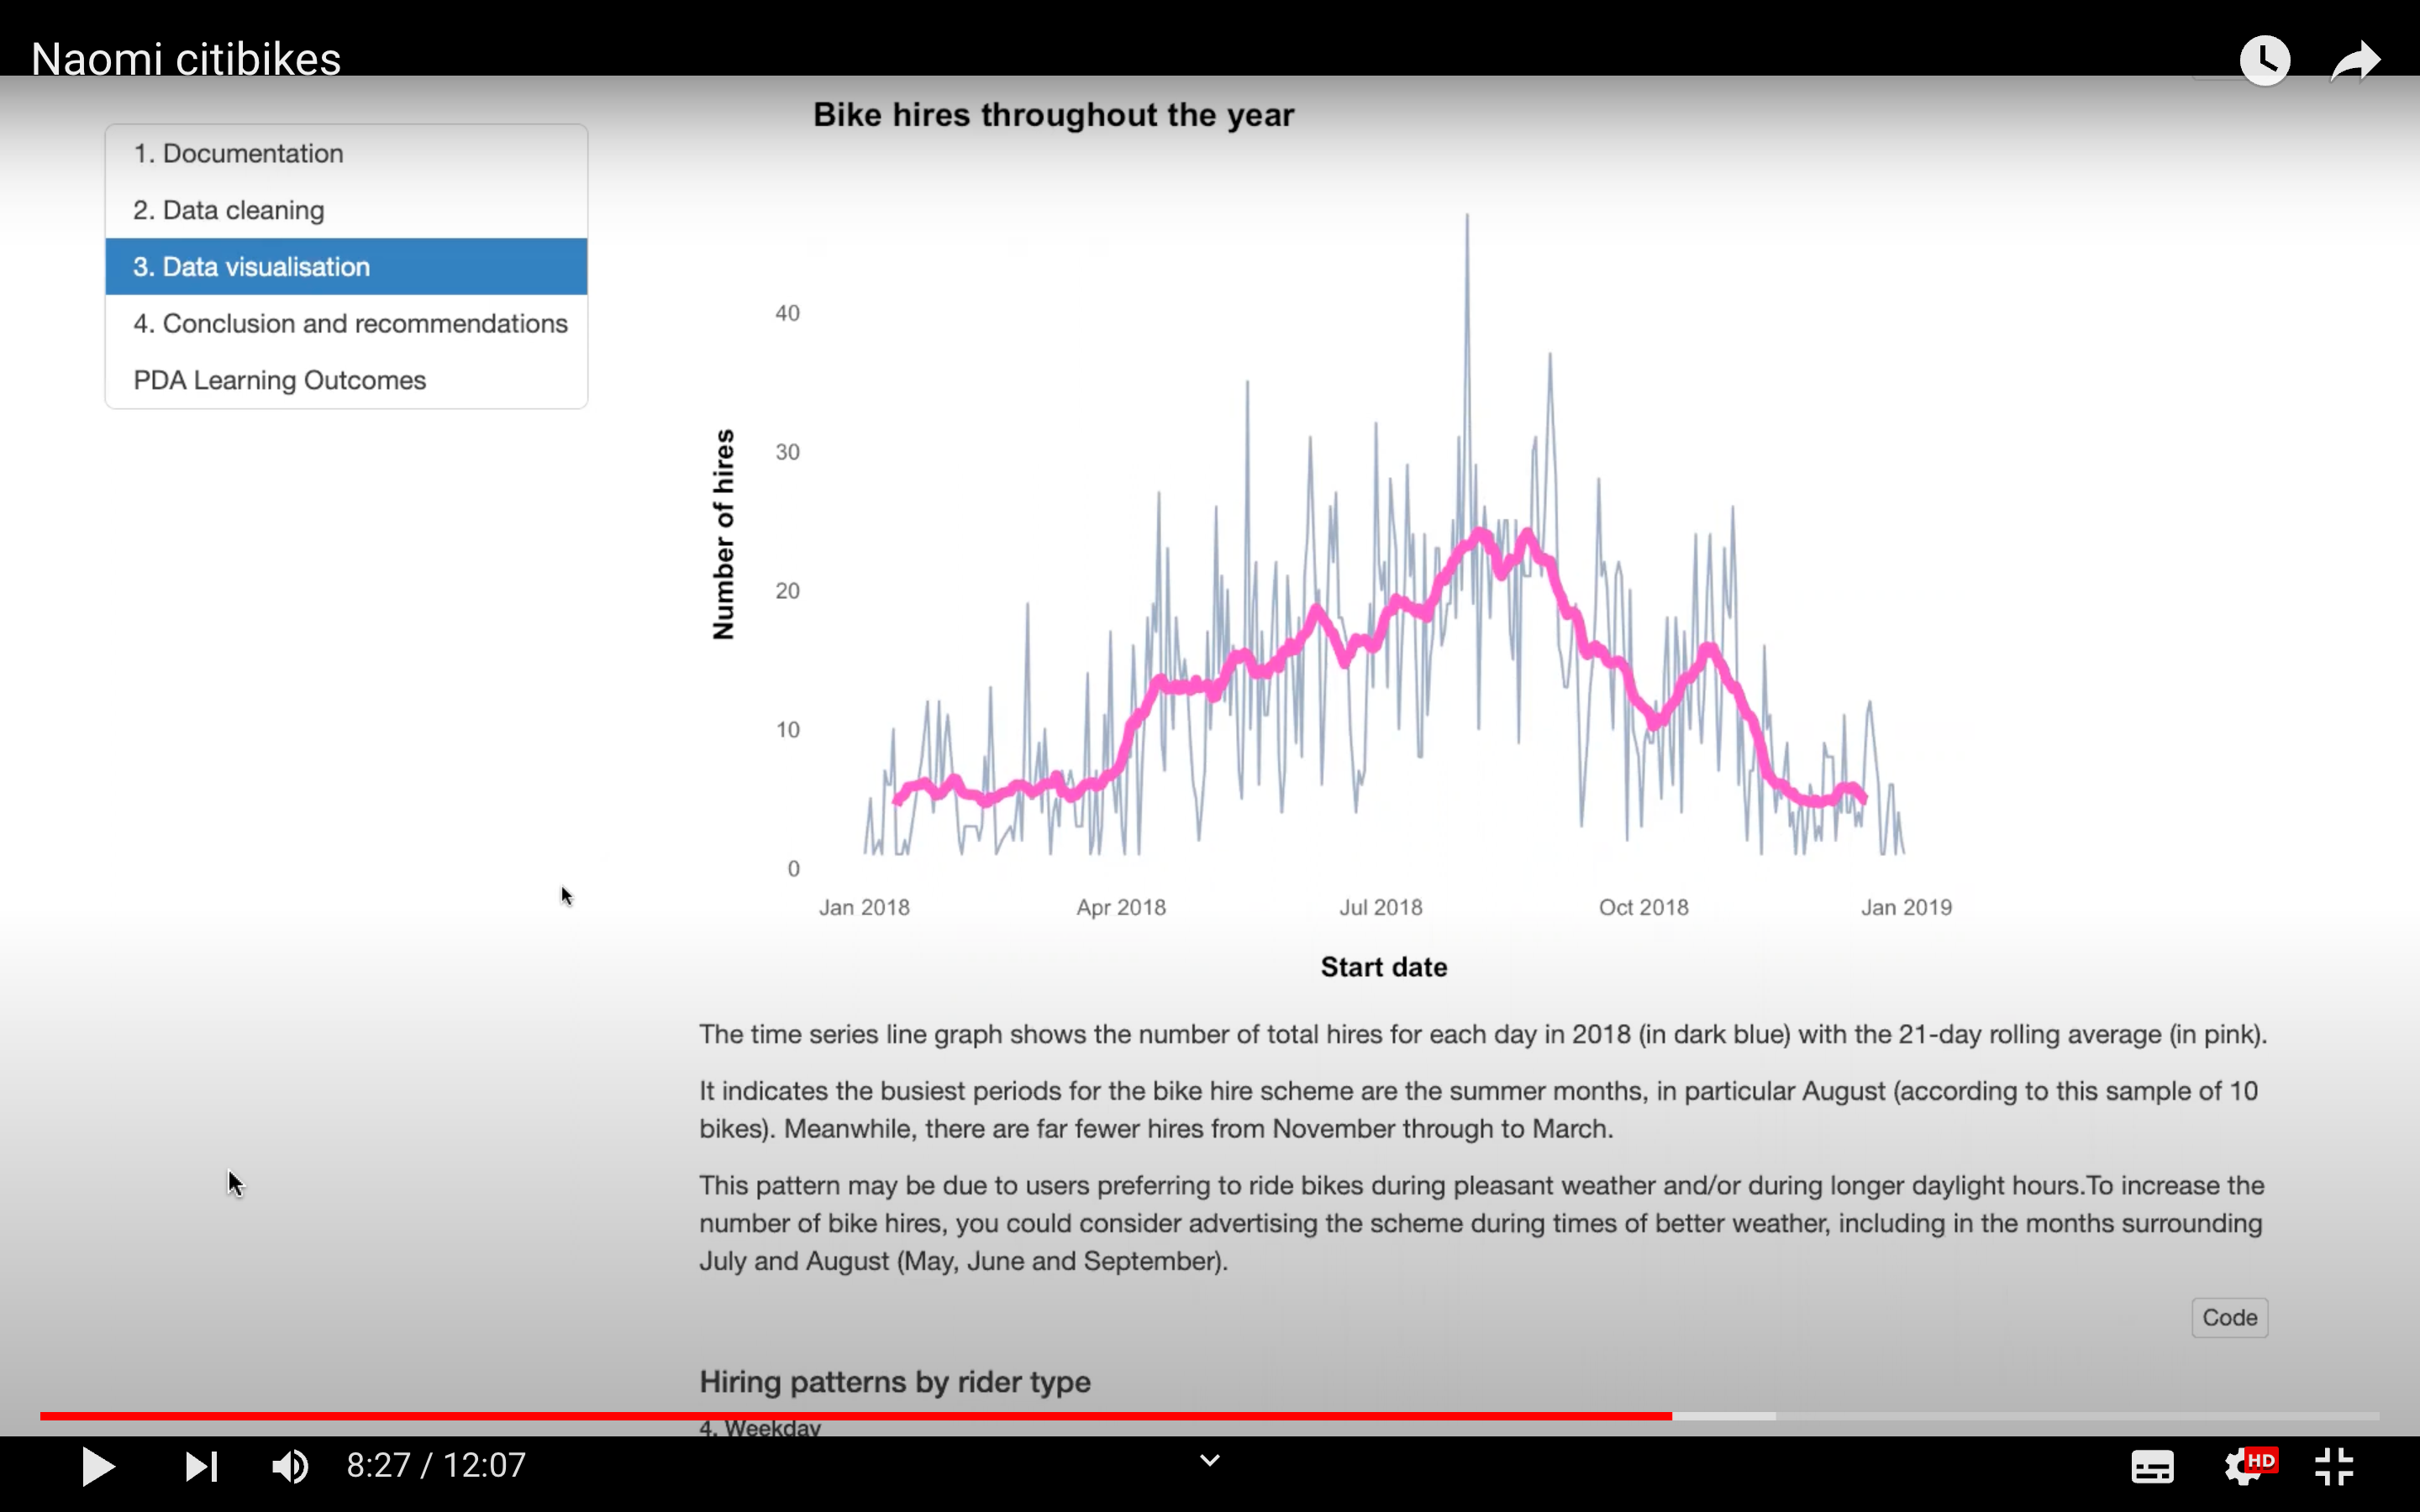 Naomi citibikes
1. Documentation
2. Data cleaning
3. Data visualisation
4. Conclusion and recommendations
PDA Learning Outcomes
Bike hires throughout the year
Number of hires
40
30
20
10
0
Jan 2018
Apr 2018
Jul 2018
Oct 2018
Jan 2019
Start date
The time series line graph shows the number of total hires for each day in 2018 (in dark blue) with the 21-day rolling average (in pink).
It indicates the busiest periods for the bike hire scheme are the summer months, in particular August (according to this sample of 10
bikes). Meanwhile, there are far fewer hires from November through to March.
This pattern may be due to users preferring to ride bikes during pleasant weather and/or during longer daylight hours.To increase the
number of bike hires, you could consider advertising the scheme during times of better weather, including in the months surrounding
July and August (May, June and September).
Code
Hiring patterns by rider type
4. Weekday
8:27 / 12:07
HD